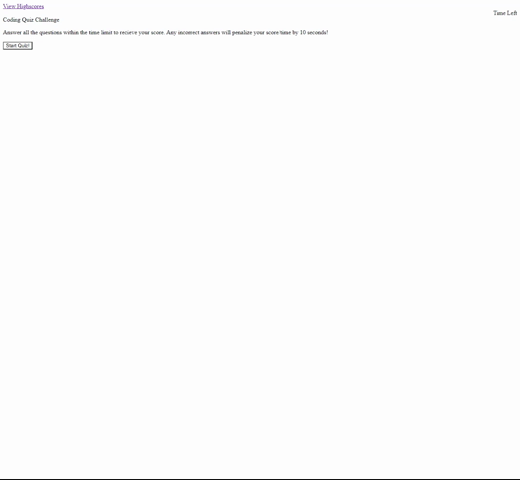 View Highscores
Time Left
Coding Quiz Challenge
Answer all the questions within the time limit to recieve your score. Any incorrect answers will penalize your score/time by 10 seconds!
Start Quiz!